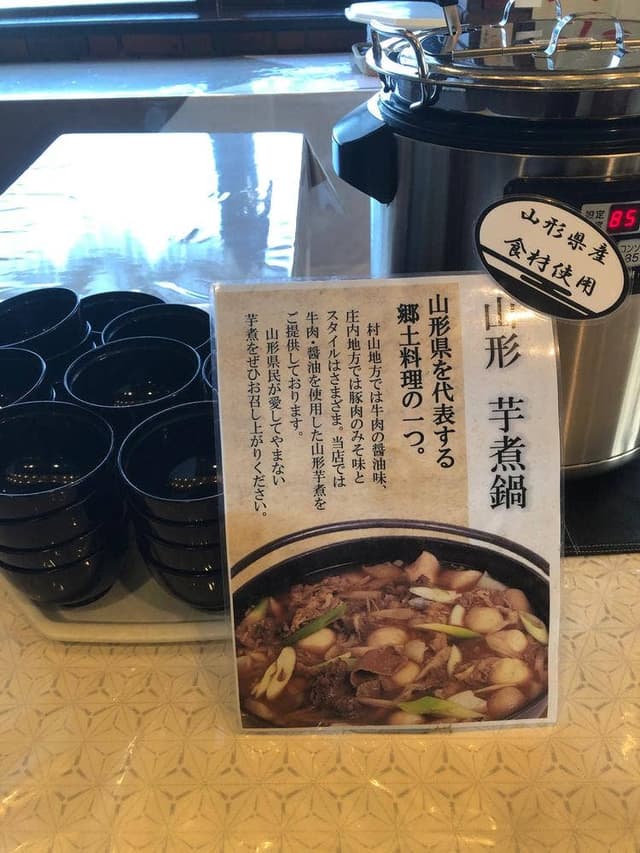 山形県産
食材使用
85
山形 芋煮鍋
山形県を代表する
郷土料理の一つ。
村山地方では牛肉の醤油味、
庄内地方では豚肉のみそ味と
スタイルはさまざま。当店では
牛肉・醤油を使用した山形芋煮を
ご提供しております。
山形県民が愛してやまない
芋煮をぜひお召し上がりください。